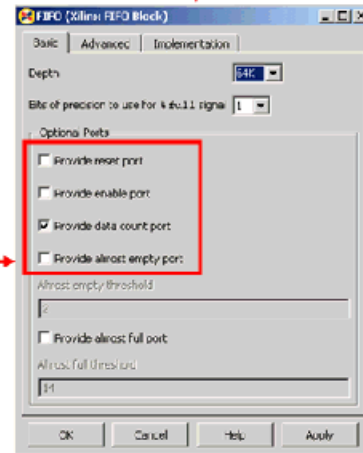 FIFO (Xilinx FIFO Block)
Basic Advanced Implementation
Depth 64K
Bits of precision to use for %full signal 1
Optional Ports
Provide reset port
Provide enable port
Provide data count port
Provide almost empty port
Almost empty threshold
2
Provide almost full port
Almost full threshold
14
OK Cancel Help Apply